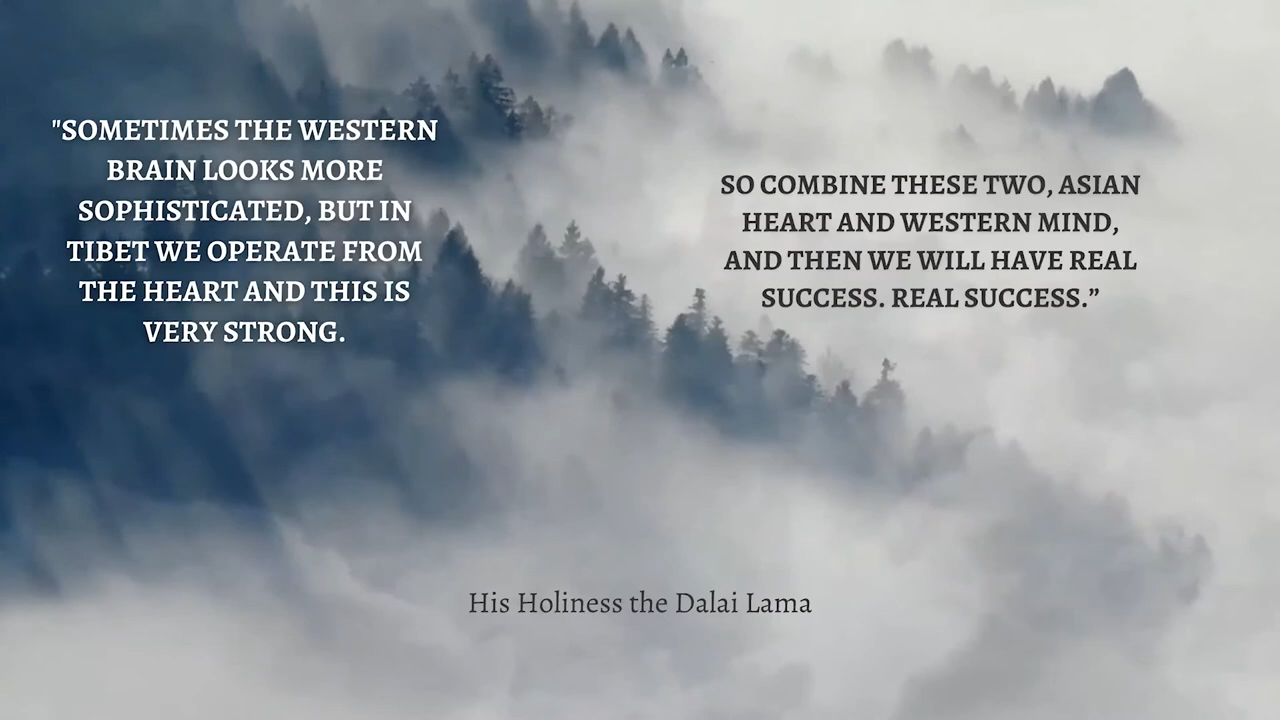 "SOMETIMES THE WESTERN
BRAIN LOOKS MORE
SOPHISTICATED, BUT IN
TIBET WE OPERATE FROM
THE HEART AND THIS IS
VERY STRONG.
SO COMBINE THESE TWO, ASIAN
HEART AND WESTERN MIND,
AND THEN WE WILL HAVE REAL
SUCCESS. REAL SUCCESS.”
His Holiness the Dalai Lama